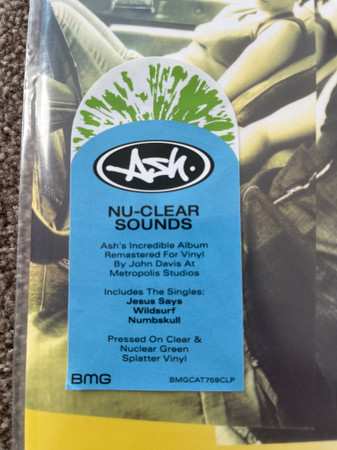 Ash.
NU-CLEAR
SOUNDS
Ash's Incredible Album
Remastered For Vinyl
By John Davis At
Metropolis Studios
Includes The Singles:
Jesus Says
Wildsurf
Numbskull
Pressed On Clear &
Nuclear Green
Splatter Vinyl
BMG
BMGCAT759CLP